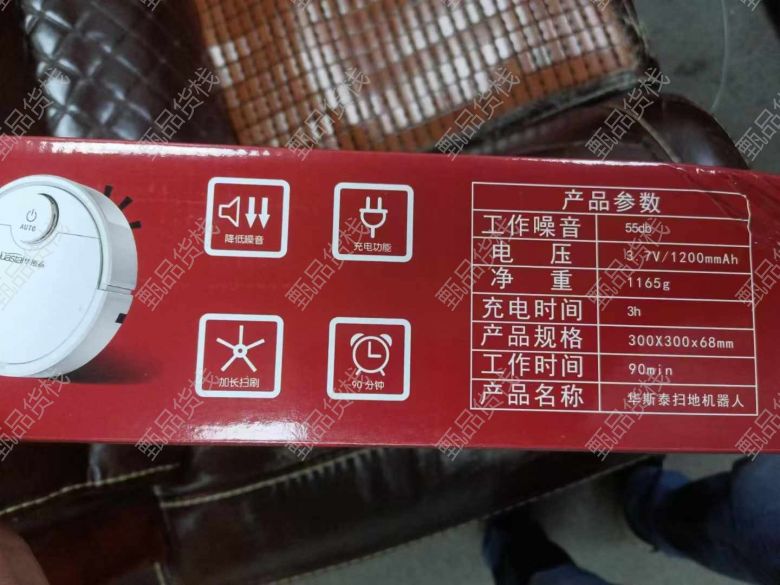 AUTO
降低噪音
充电功能
加长扫刷
90分钟
产品参数
工作噪音 55db
电 压 3.7V/1200mmAh
净 重 1165g
充电时间 3h
产品规格 300X300x68mm
工作时间 90min
产品名称 华斯泰扫地机器人
甄品货栈